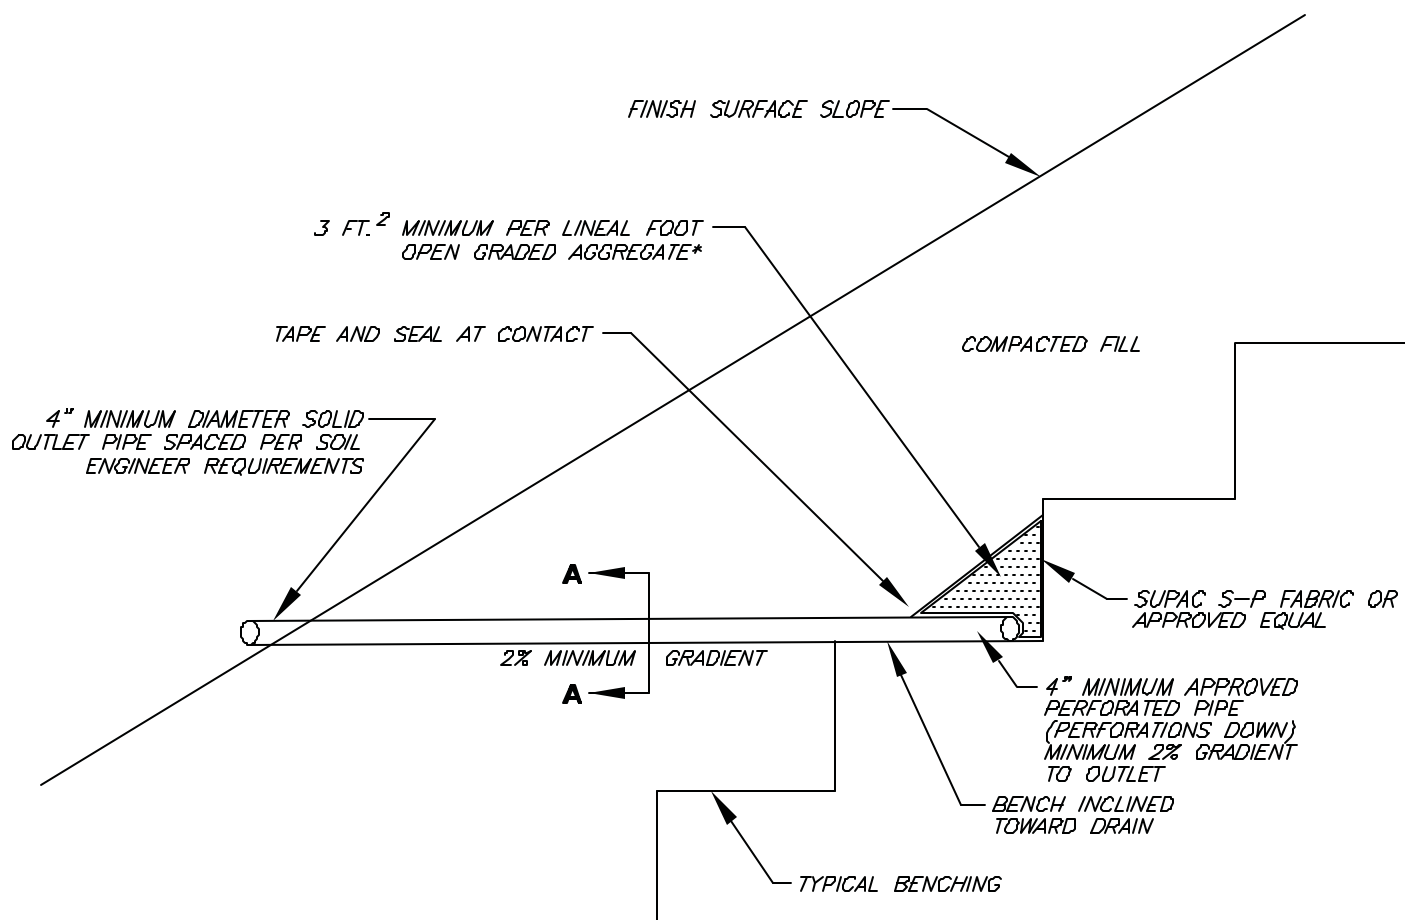 FINISH SURFACE SLOPE
3 FT.² MINIMUM PER LINEAL FOOT
OPEN GRADED AGGREGATE*
TAPE AND SEAL AT CONTACT
COMPACTED FILL
4" MINIMUM DIAMETER SOLID
OUTLET PIPE SPACED PER SOIL
ENGINEER REQUIREMENTS
A
SUPAC S-P FABRIC OR
APPROVED EQUAL
2% MINIMUM GRADIENT
A
4" MINIMUM APPROVED
PERFORATED PIPE
(PERFORATIONS DOWN)
MINIMUM 2% GRADIENT
TO OUTLET
BENCH INCLINED
TOWARD DRAIN
TYPICAL BENCHING